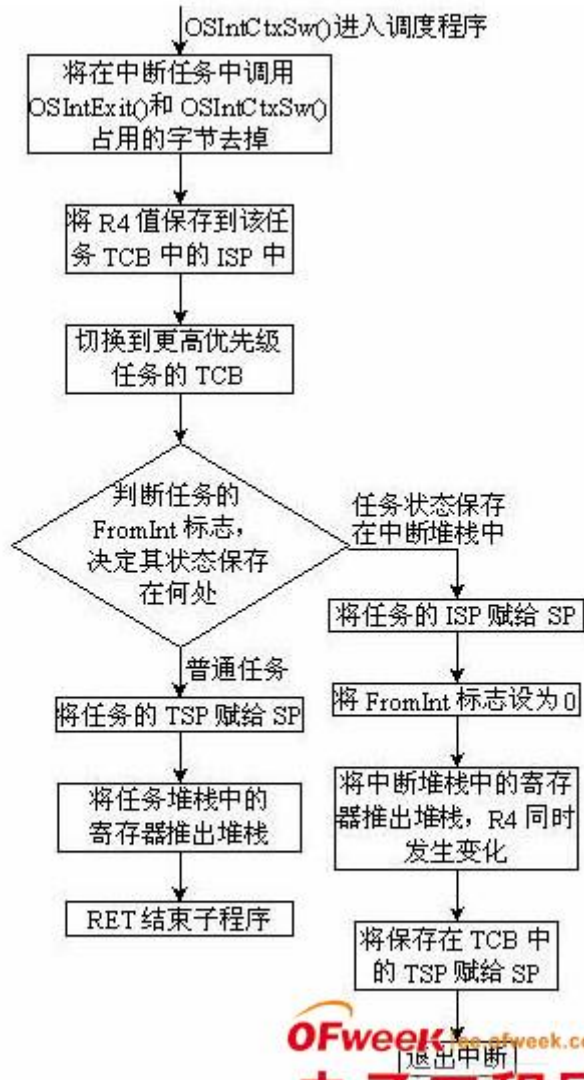 OSIntCtxSw()进入调度程序
将在中断任务中调用
OSIntExit()和 OSIntCtxSw()
占用的字节去掉
将 R4 值保存到该任
务 TCB 中的 ISP 中
切换到更高优先级
任务的 TCB
判断任务的
FromInt 标志，
决定其状态保存
在何处
任务状态保存
在中断堆栈中
普通任务
将任务的 TSP 赋给 SP
将任务堆栈中的
寄存器推出堆栈
RET 结束子程序
将任务的 ISP 赋给 SP
将 FromInt 标志设为 0
将中断堆栈中的寄存
器推出堆栈，R4 同时
发生变化
将保存在 TCB 中
的 TSP 赋给 SP
退出中断
OFweek